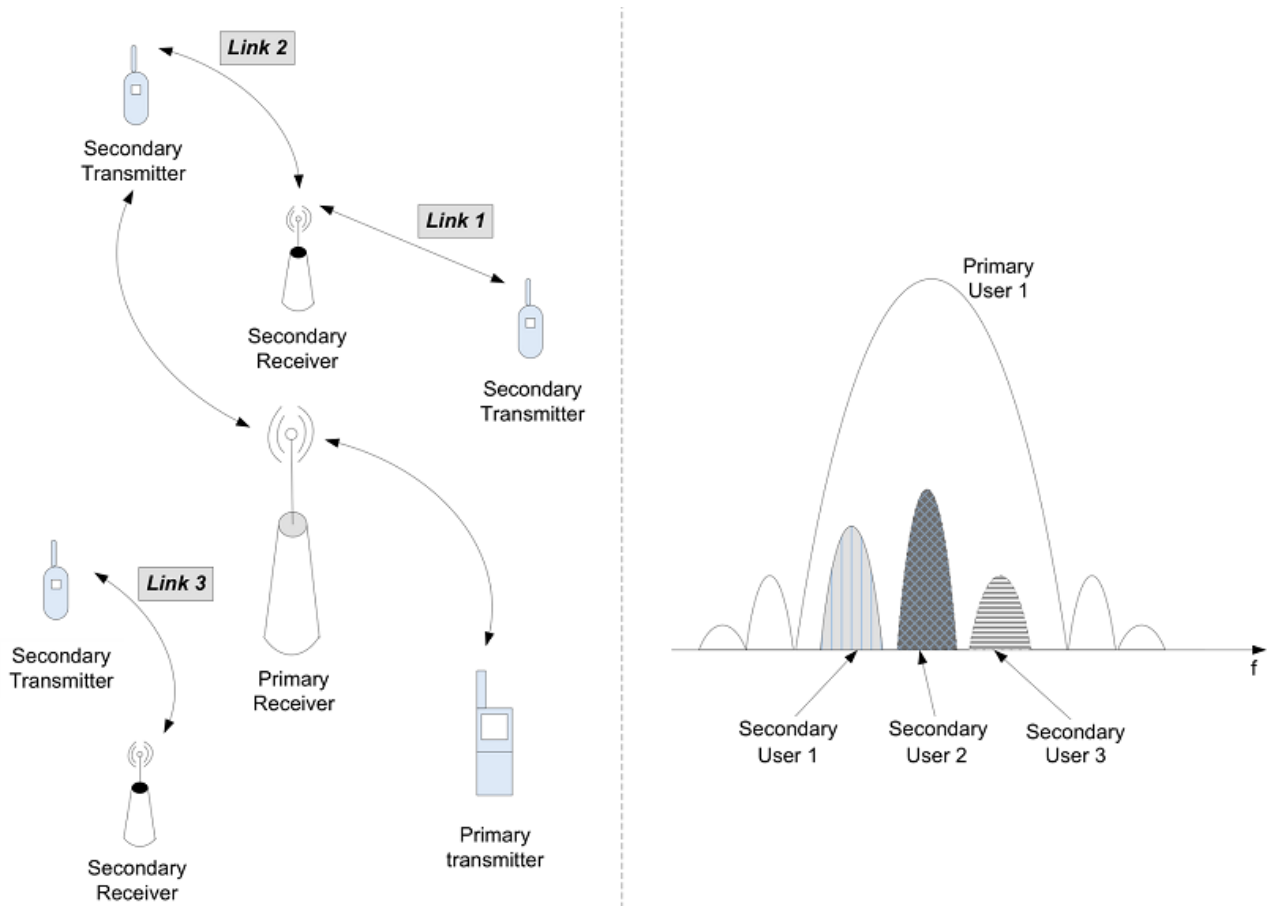 Link 2
Secondary
Transmitter
Link 1
Secondary
Receiver
Secondary
Transmitter
Link 3
Secondary
Transmitter
Primary
Receiver
Secondary
Receiver
Primary
transmitter
Primary
User 1
f
Secondary
User 1
Secondary
User 2
Secondary
User 3